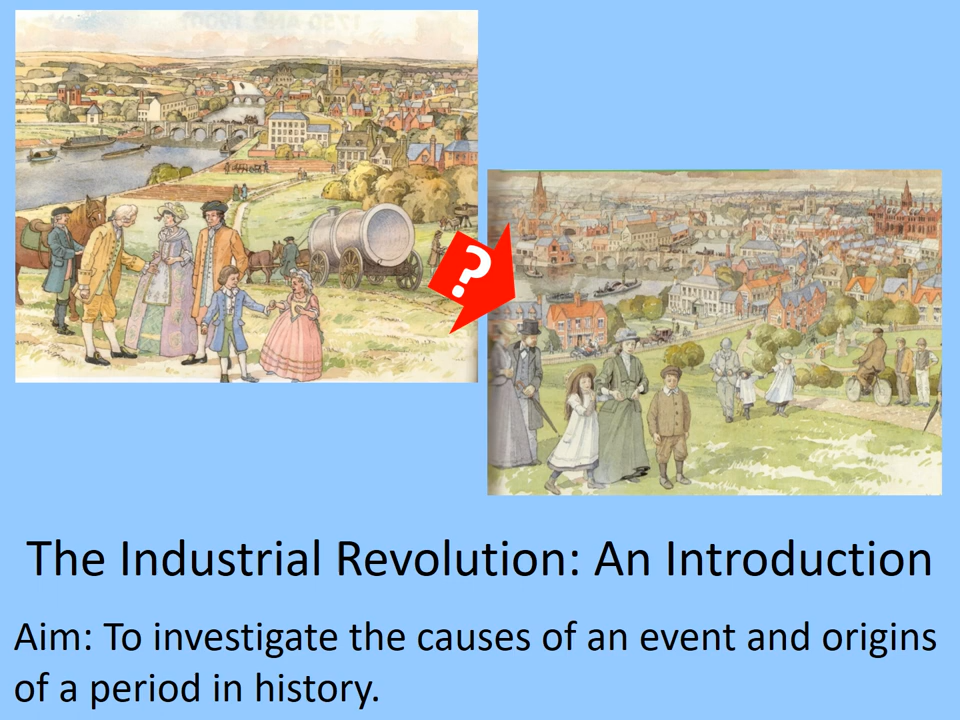 ?
The Industrial Revolution: An Introduction
Aim: To investigate the causes of an event and origins
of a period in history.